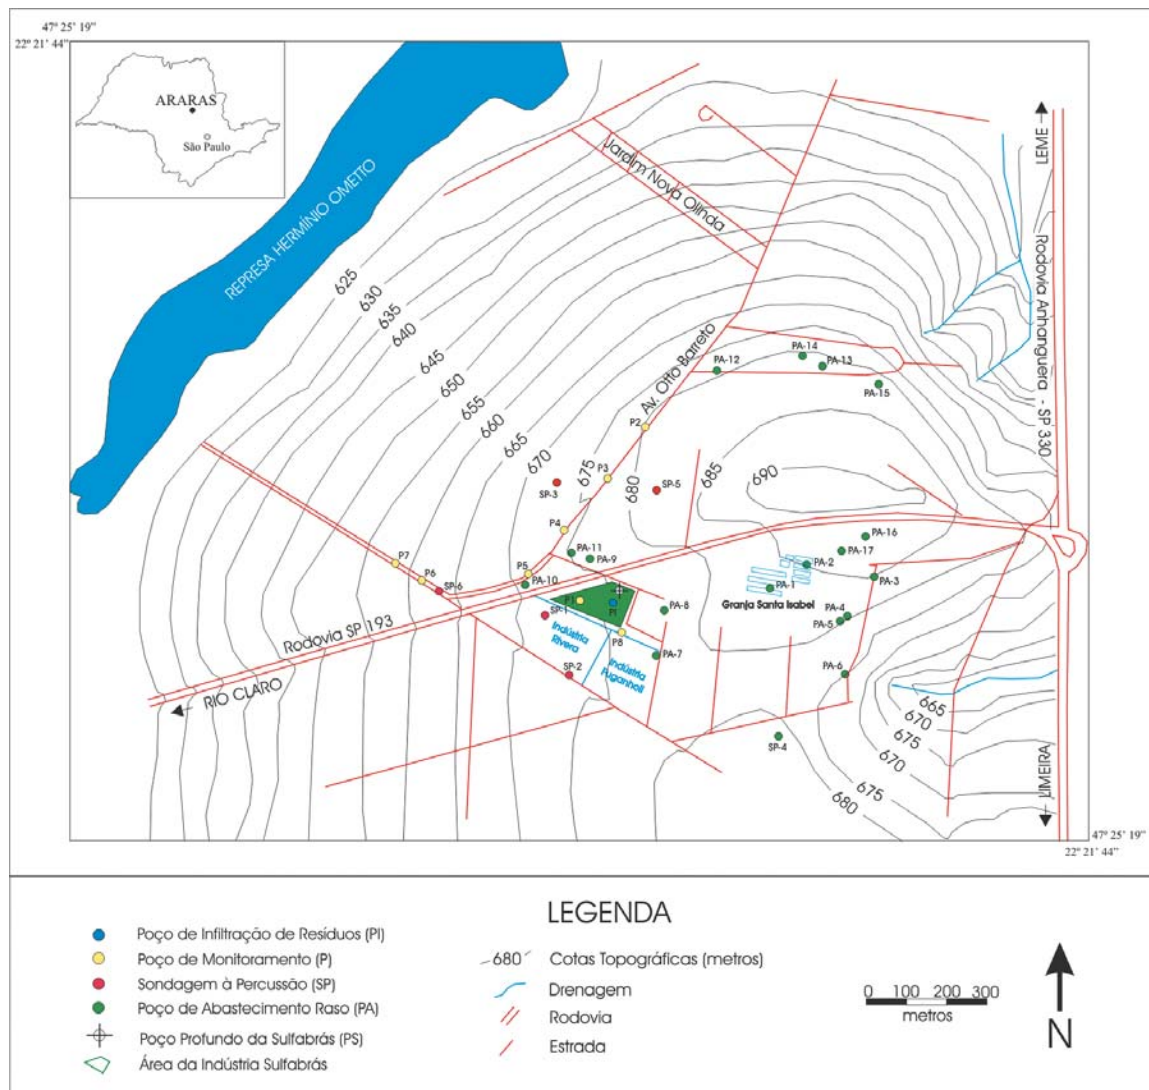 47º 25' 19"
22º 21' 44"
ARARAS
São Paulo
REPRESA HERMÍNIO OMETTO
Jardim Nova Olinda
LEME
Rodovia Anhanguera - SP 330
625
630
635
640
645
650
655
660
665
670
675
680
685
690
Av. Otto Barreto
PA-14
PA-12
PA-13
PA-15
P2
P3
SP-3
SP-5
P4
PA-16
PA-11
PA-9
PA-17
P7
P5
PA-2
P6
PA-10
PA-3
SP-6
PA-1
P1
PI
Granja Santa Isabel
PA-8
SP-1
PA-4
PA-5
Indústria
Rivera
P8
Rodovia SP 193
PA-7
Indústria
Fuganholi
SP-2
PA-6
RIO CLARO
665
670
675
670
SP-4
675
680
LIMEIRA
47º 25' 19"
22º 21' 44"
LEGENDA
Poço de Infiltração de Resíduos (PI)
Poço de Monitoramento (P)
Sondagem à Percussão (SP)
Poço de Abastecimento Raso (PA)
Poço Profundo da Sulfabrás (PS)
Área da Indústria Sulfabrás
680 Cotas Topográficas (metros)
Drenagem
Rodovia
Estrada
0 100 200 300
metros
N